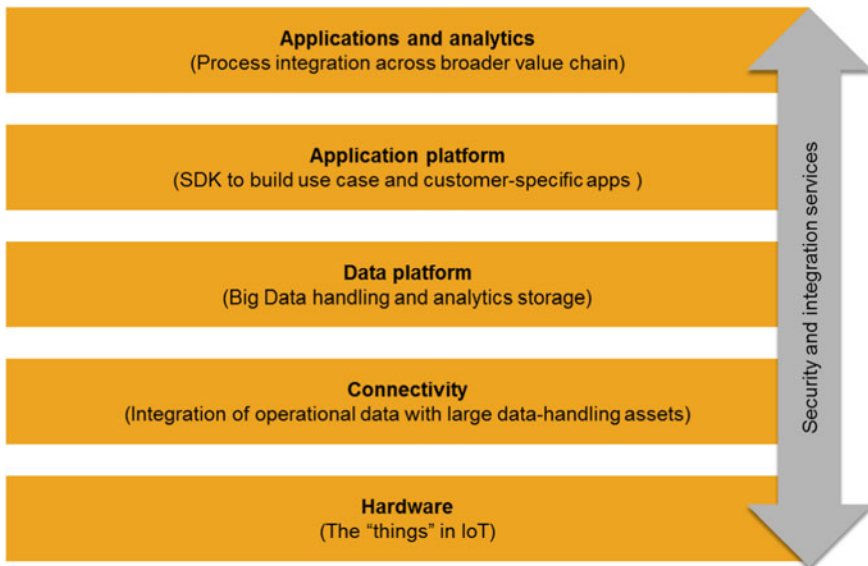 Applications and analytics
(Process integration across broader value chain)
Application platform
(SDK to build use case and customer-specific apps )
Data platform
(Big Data handling and analytics storage)
Connectivity
(Integration of operational data with large data-handling assets)
Hardware
(The “things” in IoT)
Security and integration services